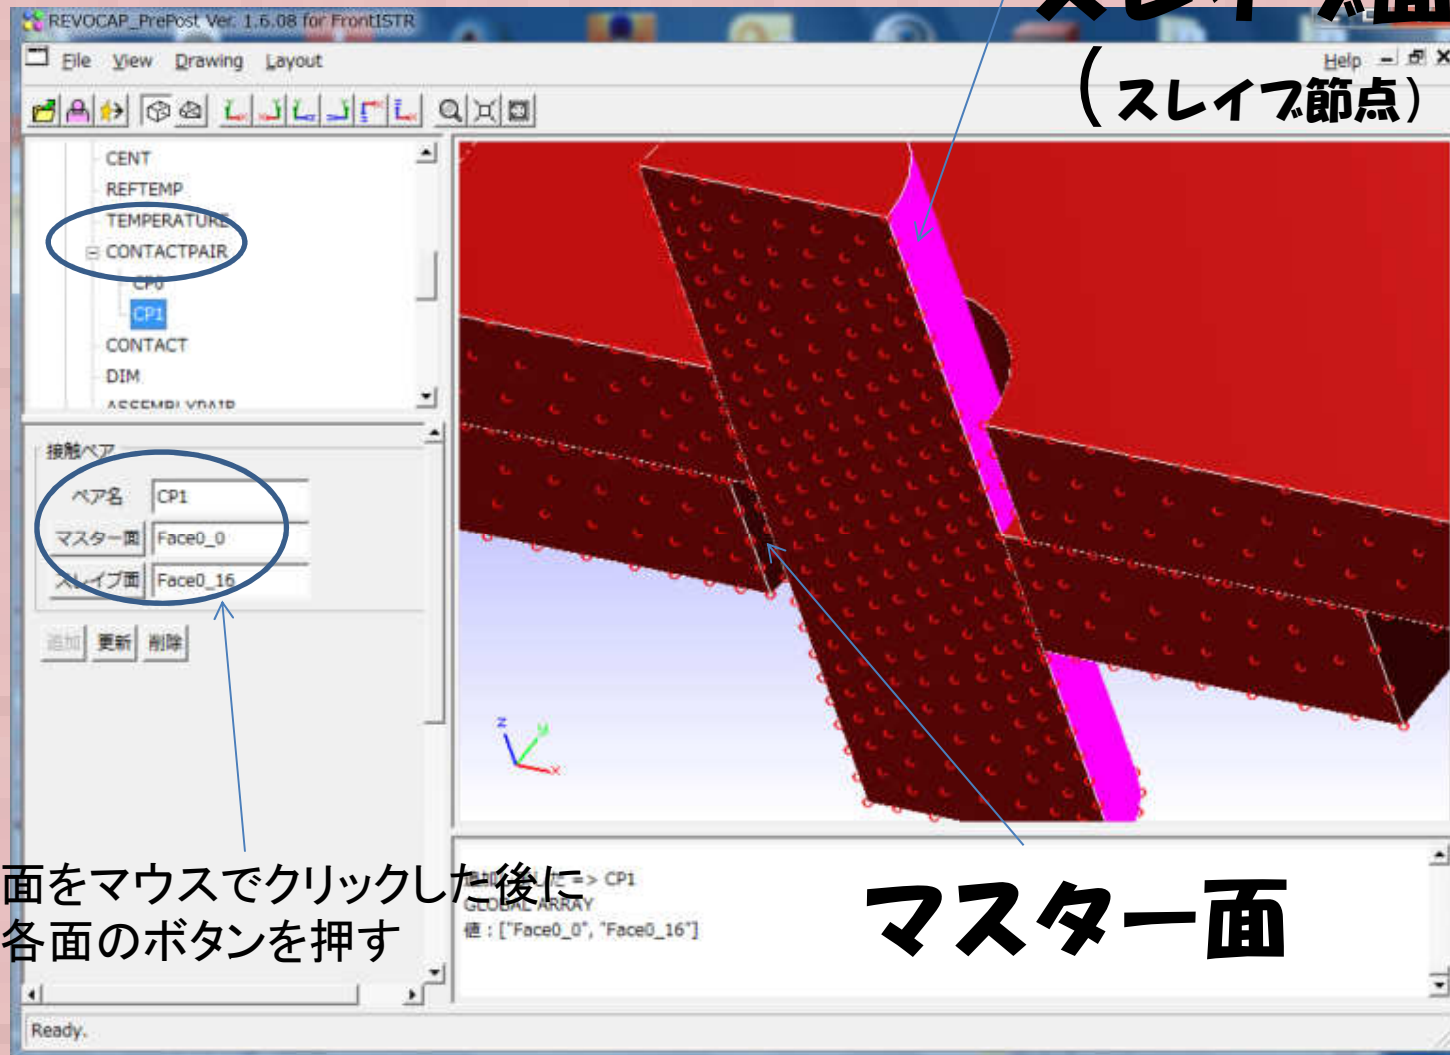 REVOCAP_PrePost Ver. 1.6.08 for FrontISTR
スレイブ面
File View Drawing Layout
Help
(スレイブ節点)
CENT
REFTEMP
TEMPERATURE
CONTACTPAIR
CP0
CP1
CONTACT
DIM
ASSEMBLYPAIR
接触ペア
ペア名 CP1
マスター面 Face0_0
スレイブ面 Face0_16
追加 更新 削除
z
y
x
面をマウスでクリックした後に
各面のボタンを押す
=> CP1
GLOBAL ARRAY
値 : ["Face0_0", "Face0_16"]
マスター面
Ready.